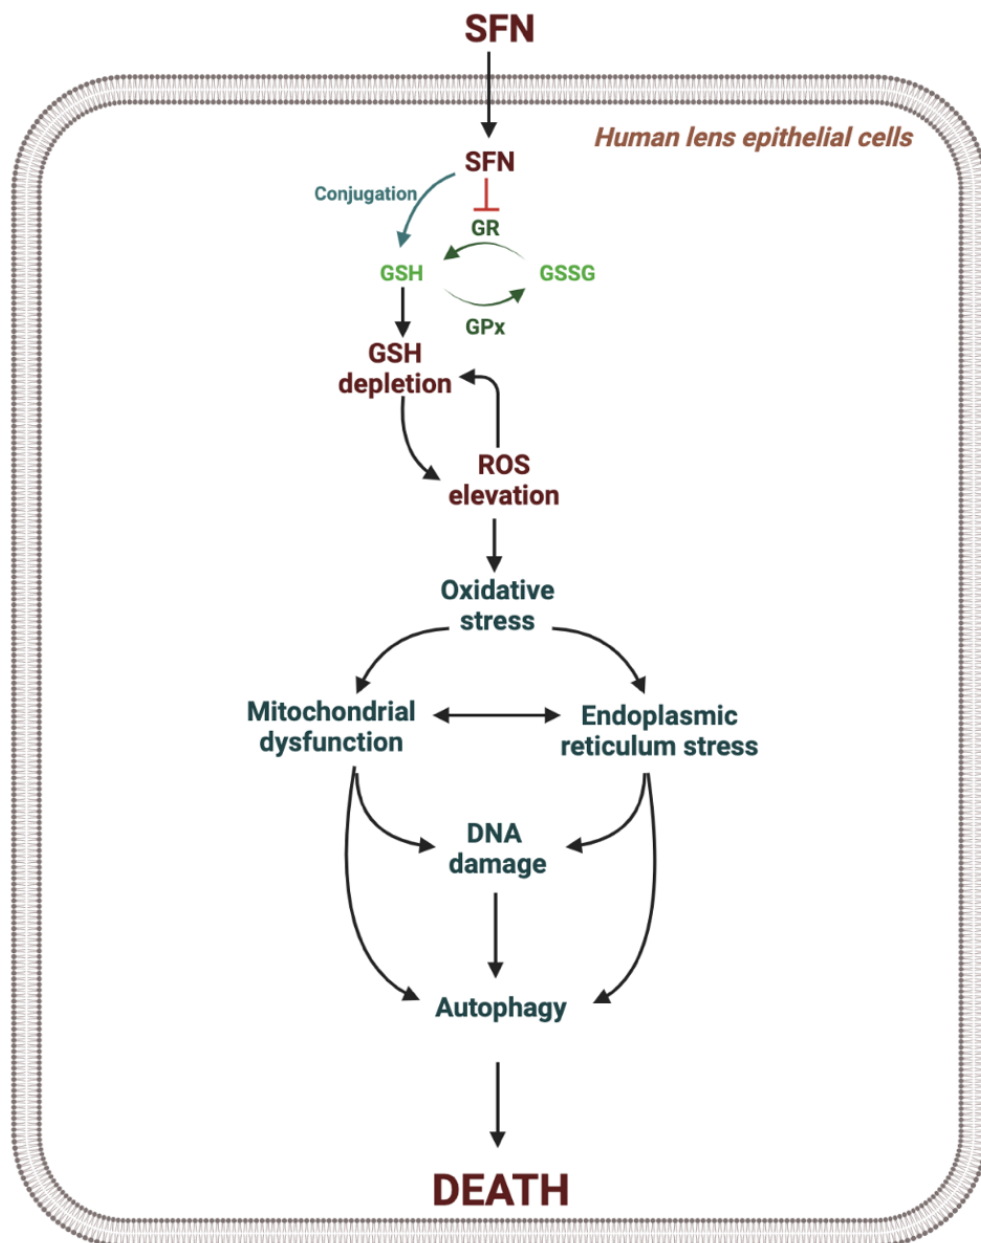 SFN
Human lens epithelial cells
SFN
Conjugation
GR
GSH
GSSG
GPx
GSH
depletion
ROS
elevation
Oxidative
stress
Mitochondrial
dysfunction
Endoplasmic
reticulum stress
DNA
damage
Autophagy
DEATH